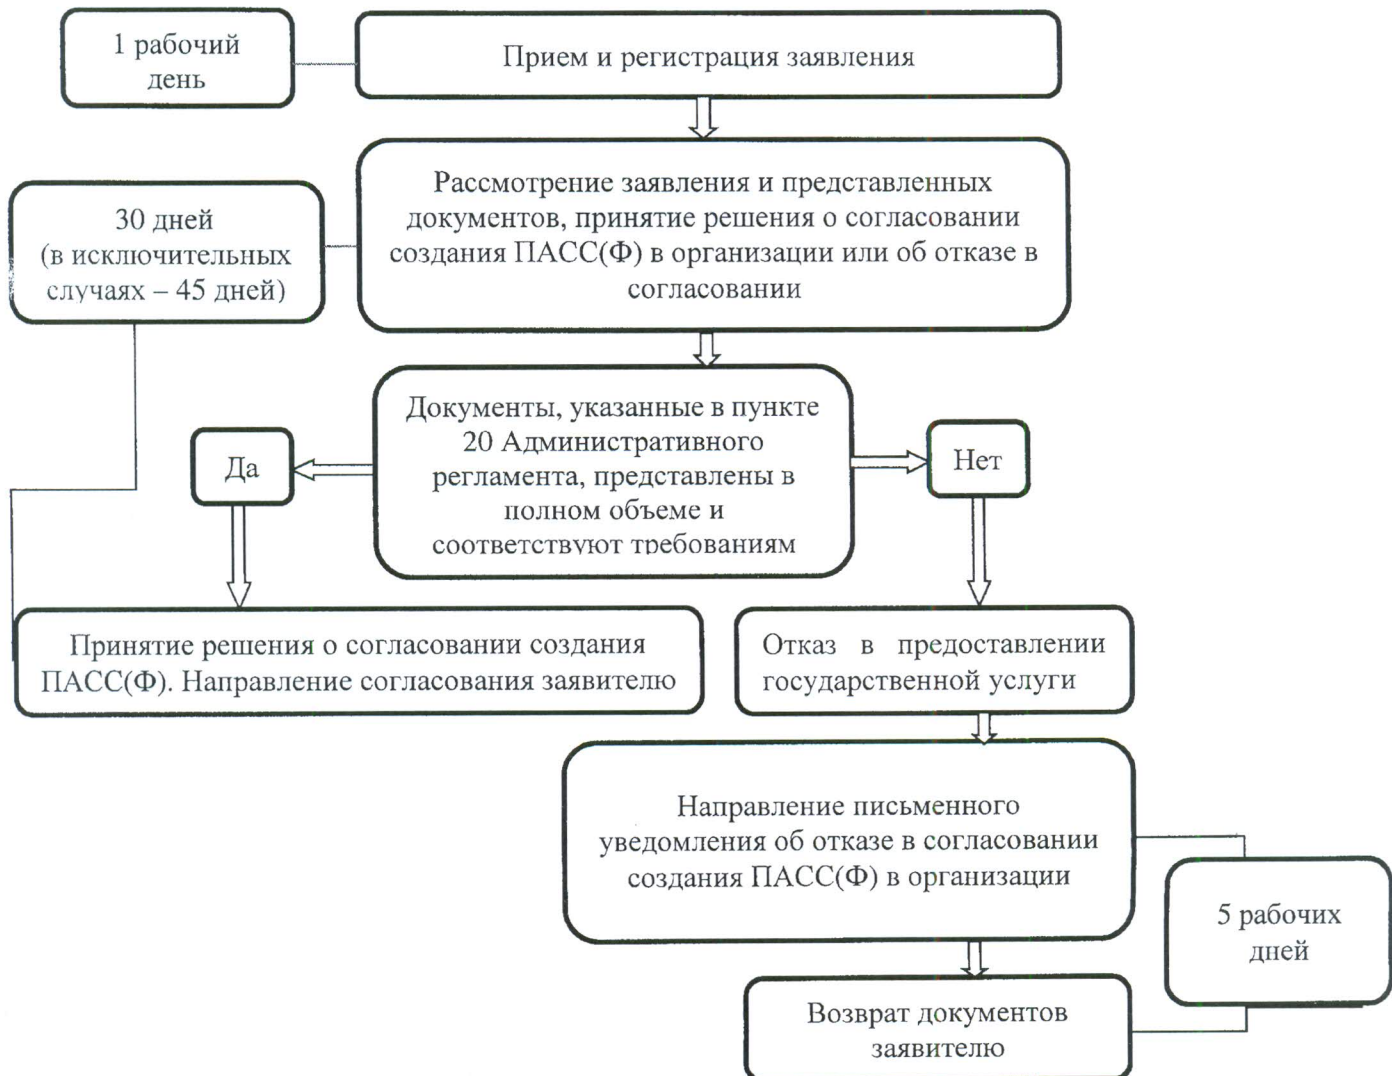 1 рабочий
день
Прием и регистрация заявления
Рассмотрение заявления и представленных
документов, принятие решения о согласовании
создания ПАСС(Ф) в организации или об отказе в
согласовании
30 дней
(в исключительных
случаях – 45 дней)
Документы, указанные в пункте
20 Административного
регламента, представлены в
полном объеме и
соответствуют требованиям
Да
Нет
Принятие решения о согласовании создания
ПАСС(Ф). Направление согласования заявителю
Отказ в предоставлении
государственной услуги
Направление письменного
уведомления об отказе в согласовании
создания ПАСС(Ф) в организации
5 рабочих
дней
Возврат документов
заявителю